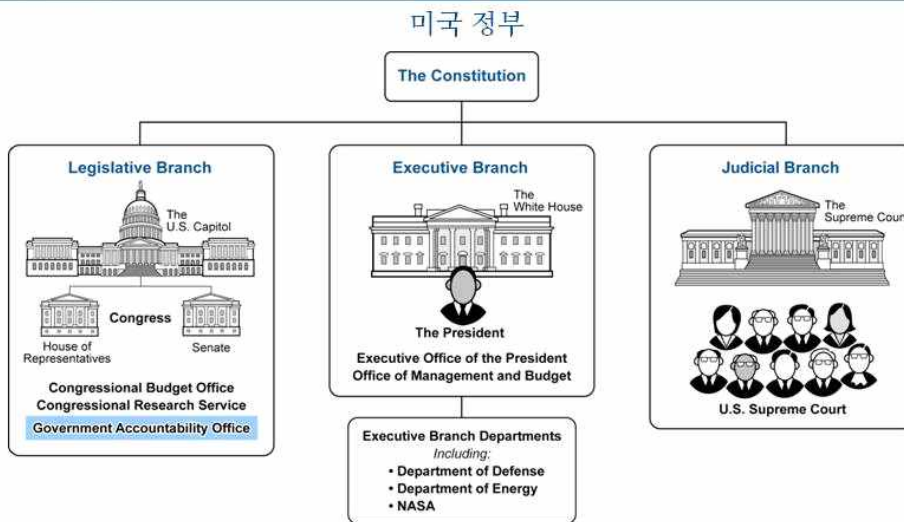 미국 정부
The Constitution
Legislative Branch
The
U.S. Capitol
House of
Representatives
Congress
Senate
Congressional Budget Office
Congressional Research Service
Government Accountability Office
Executive Branch
The
White House
The President
Executive Office of the President
Office of Management and Budget
Executive Branch Departments
Including:
• Department of Defense
• Department of Energy
• NASA
Judicial Branch
The
Supreme Court
U.S. Supreme Court